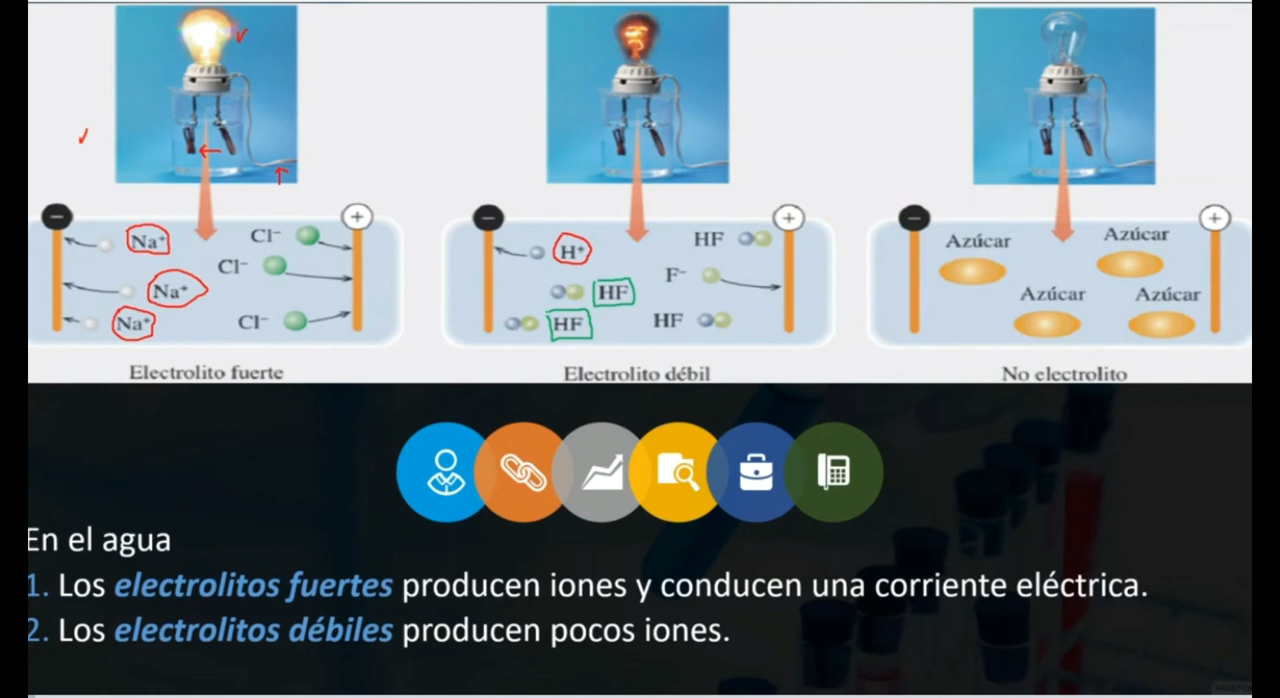 Na⁺
Cl⁻
Cl⁻
Na⁺
Na⁺
Cl⁻
Electrolito fuerte
H⁺
HF
F⁻
HF
HF
HF
Electrolito débil
Azúcar
Azúcar
Azúcar
Azúcar
No electrolito
En el agua
1. Los electrolitos fuertes producen iones y conducen una corriente eléctrica.
2. Los electrolitos débiles producen pocos iones.